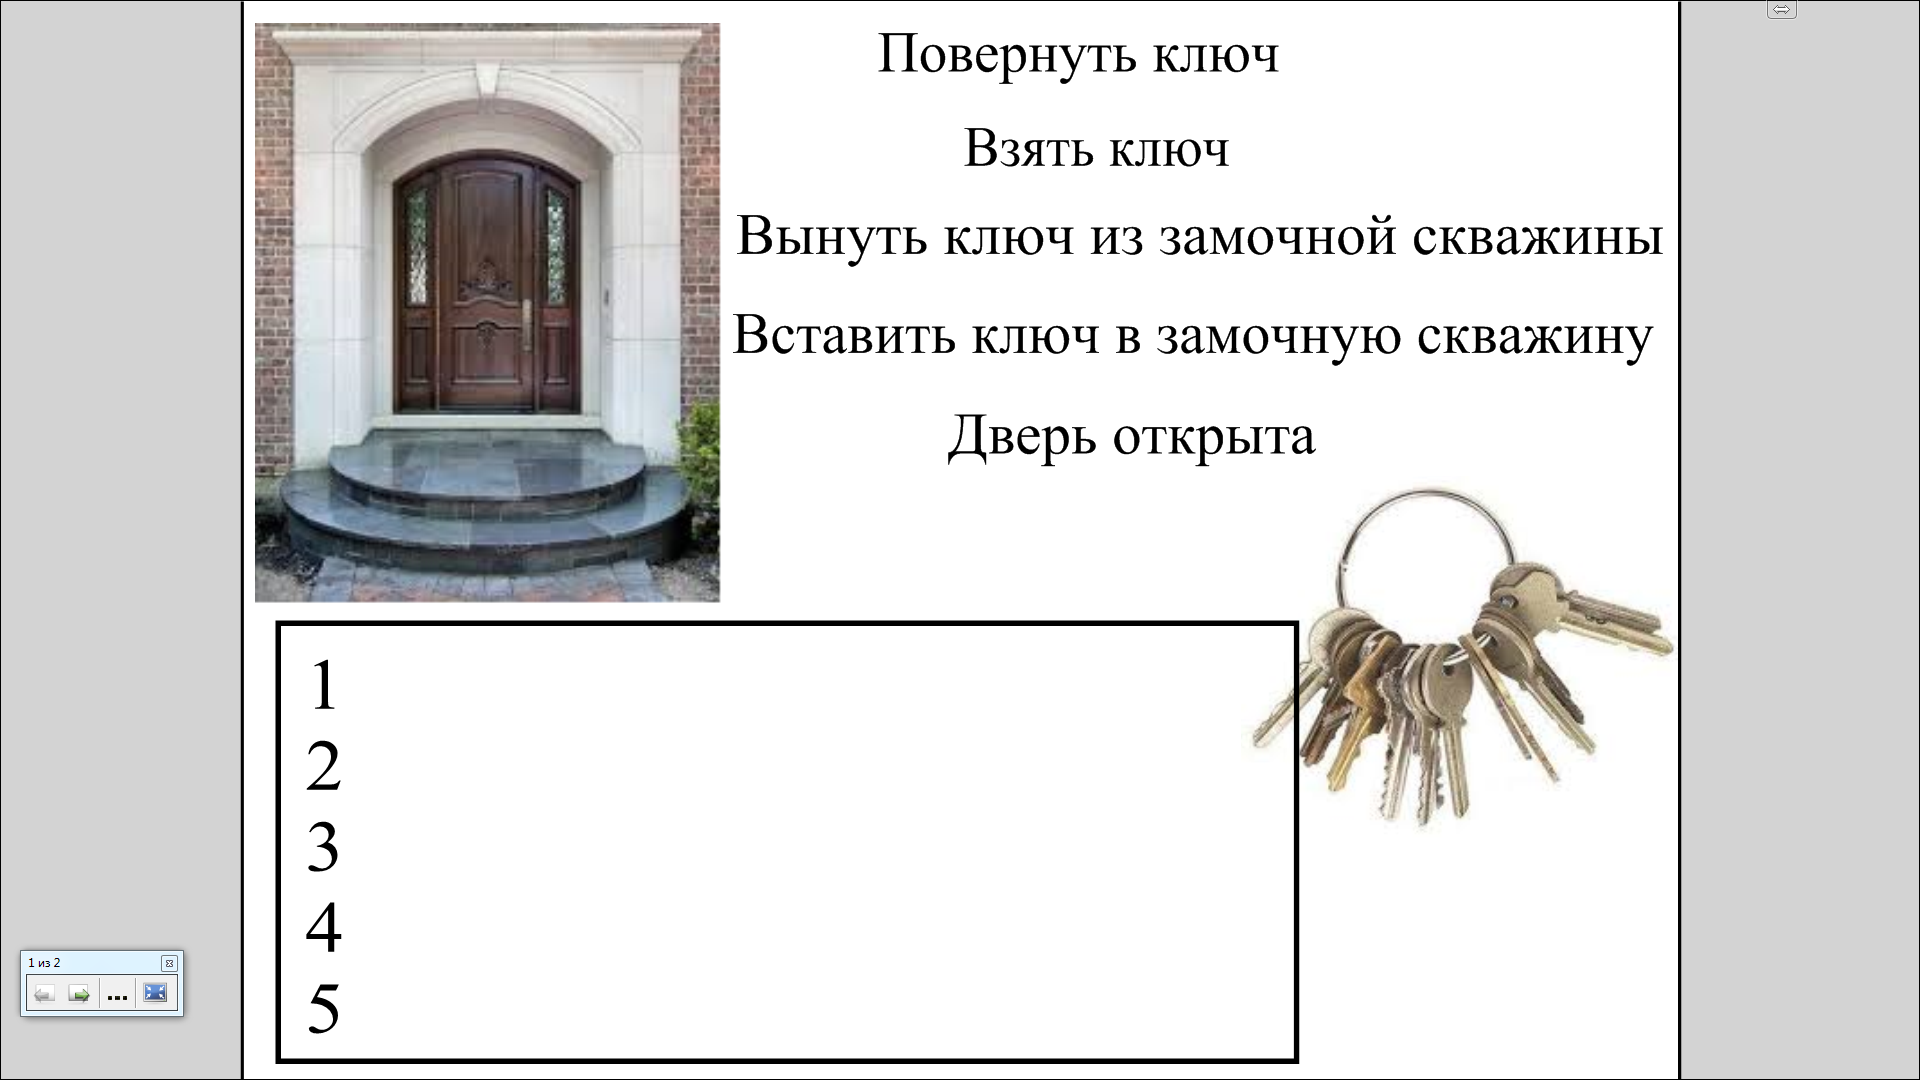 Повернуть ключ
Взять ключ
Вынуть ключ из замочной скважины
Вставить ключ в замочную скважину
Дверь открыта
1
2
3
4
5
1 из 2
...